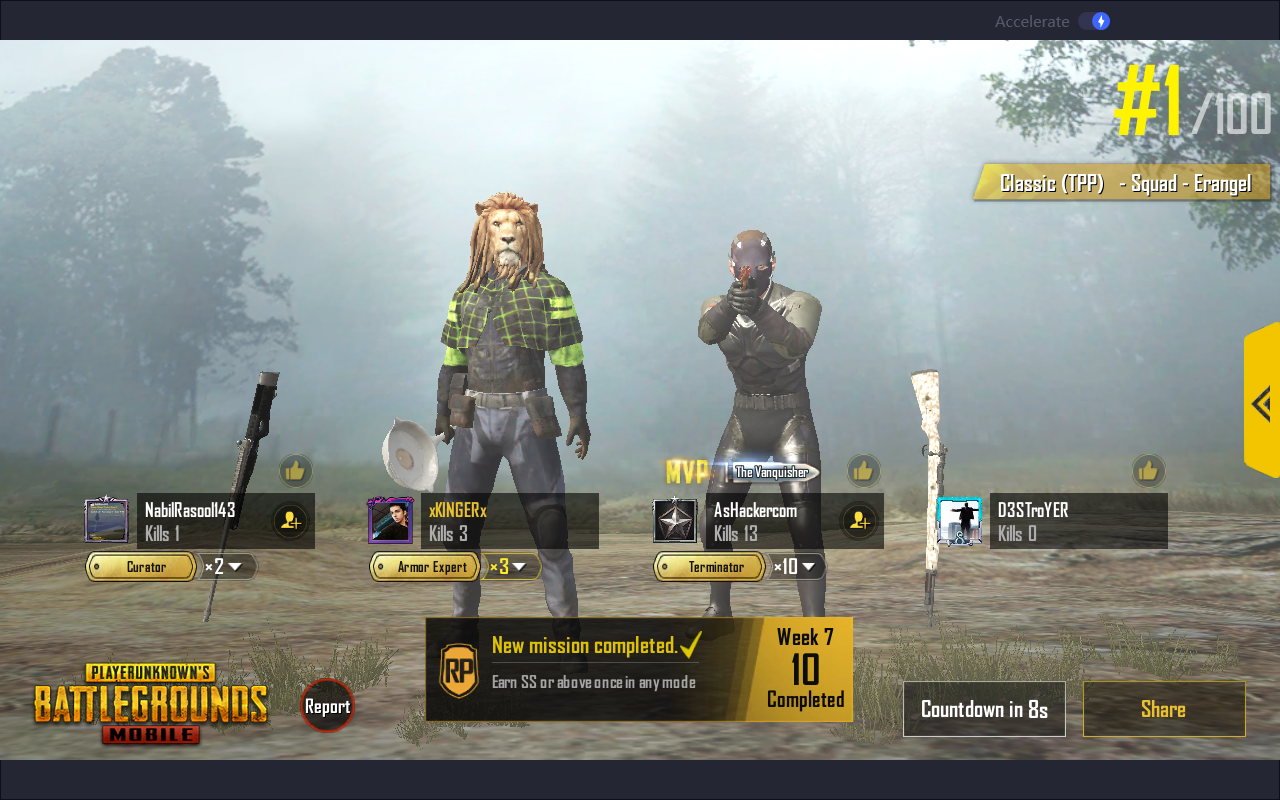 Accelerate
#1 /100
Classic (TPP) - Squad - Erangel
MVP The Vanquisher
NabilRasool143
Kills 1
Curator ×2
xKINGERx
Kills 3
Armor Expert ×3
AsHackercom
Kills 13
Terminator ×10
D3STroYER
Kills 0
RP
New mission completed.
Earn SS or above once in any mode
Week 7
10
Completed
PLAYERUNKNOWN'S
BATTLEGROUNDS
MOBILE
Report
Countdown in 8s
Share